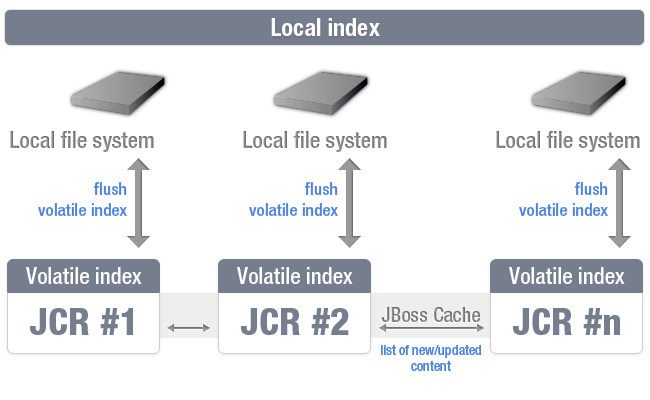 Local index
Local file system
Local file system
Local file system
flush
volatile index
flush
volatile index
flush
volatile index
Volatile index
JCR #1
Volatile index
JCR #2
JBoss Cache
list of new/updated
content
Volatile index
JCR #n